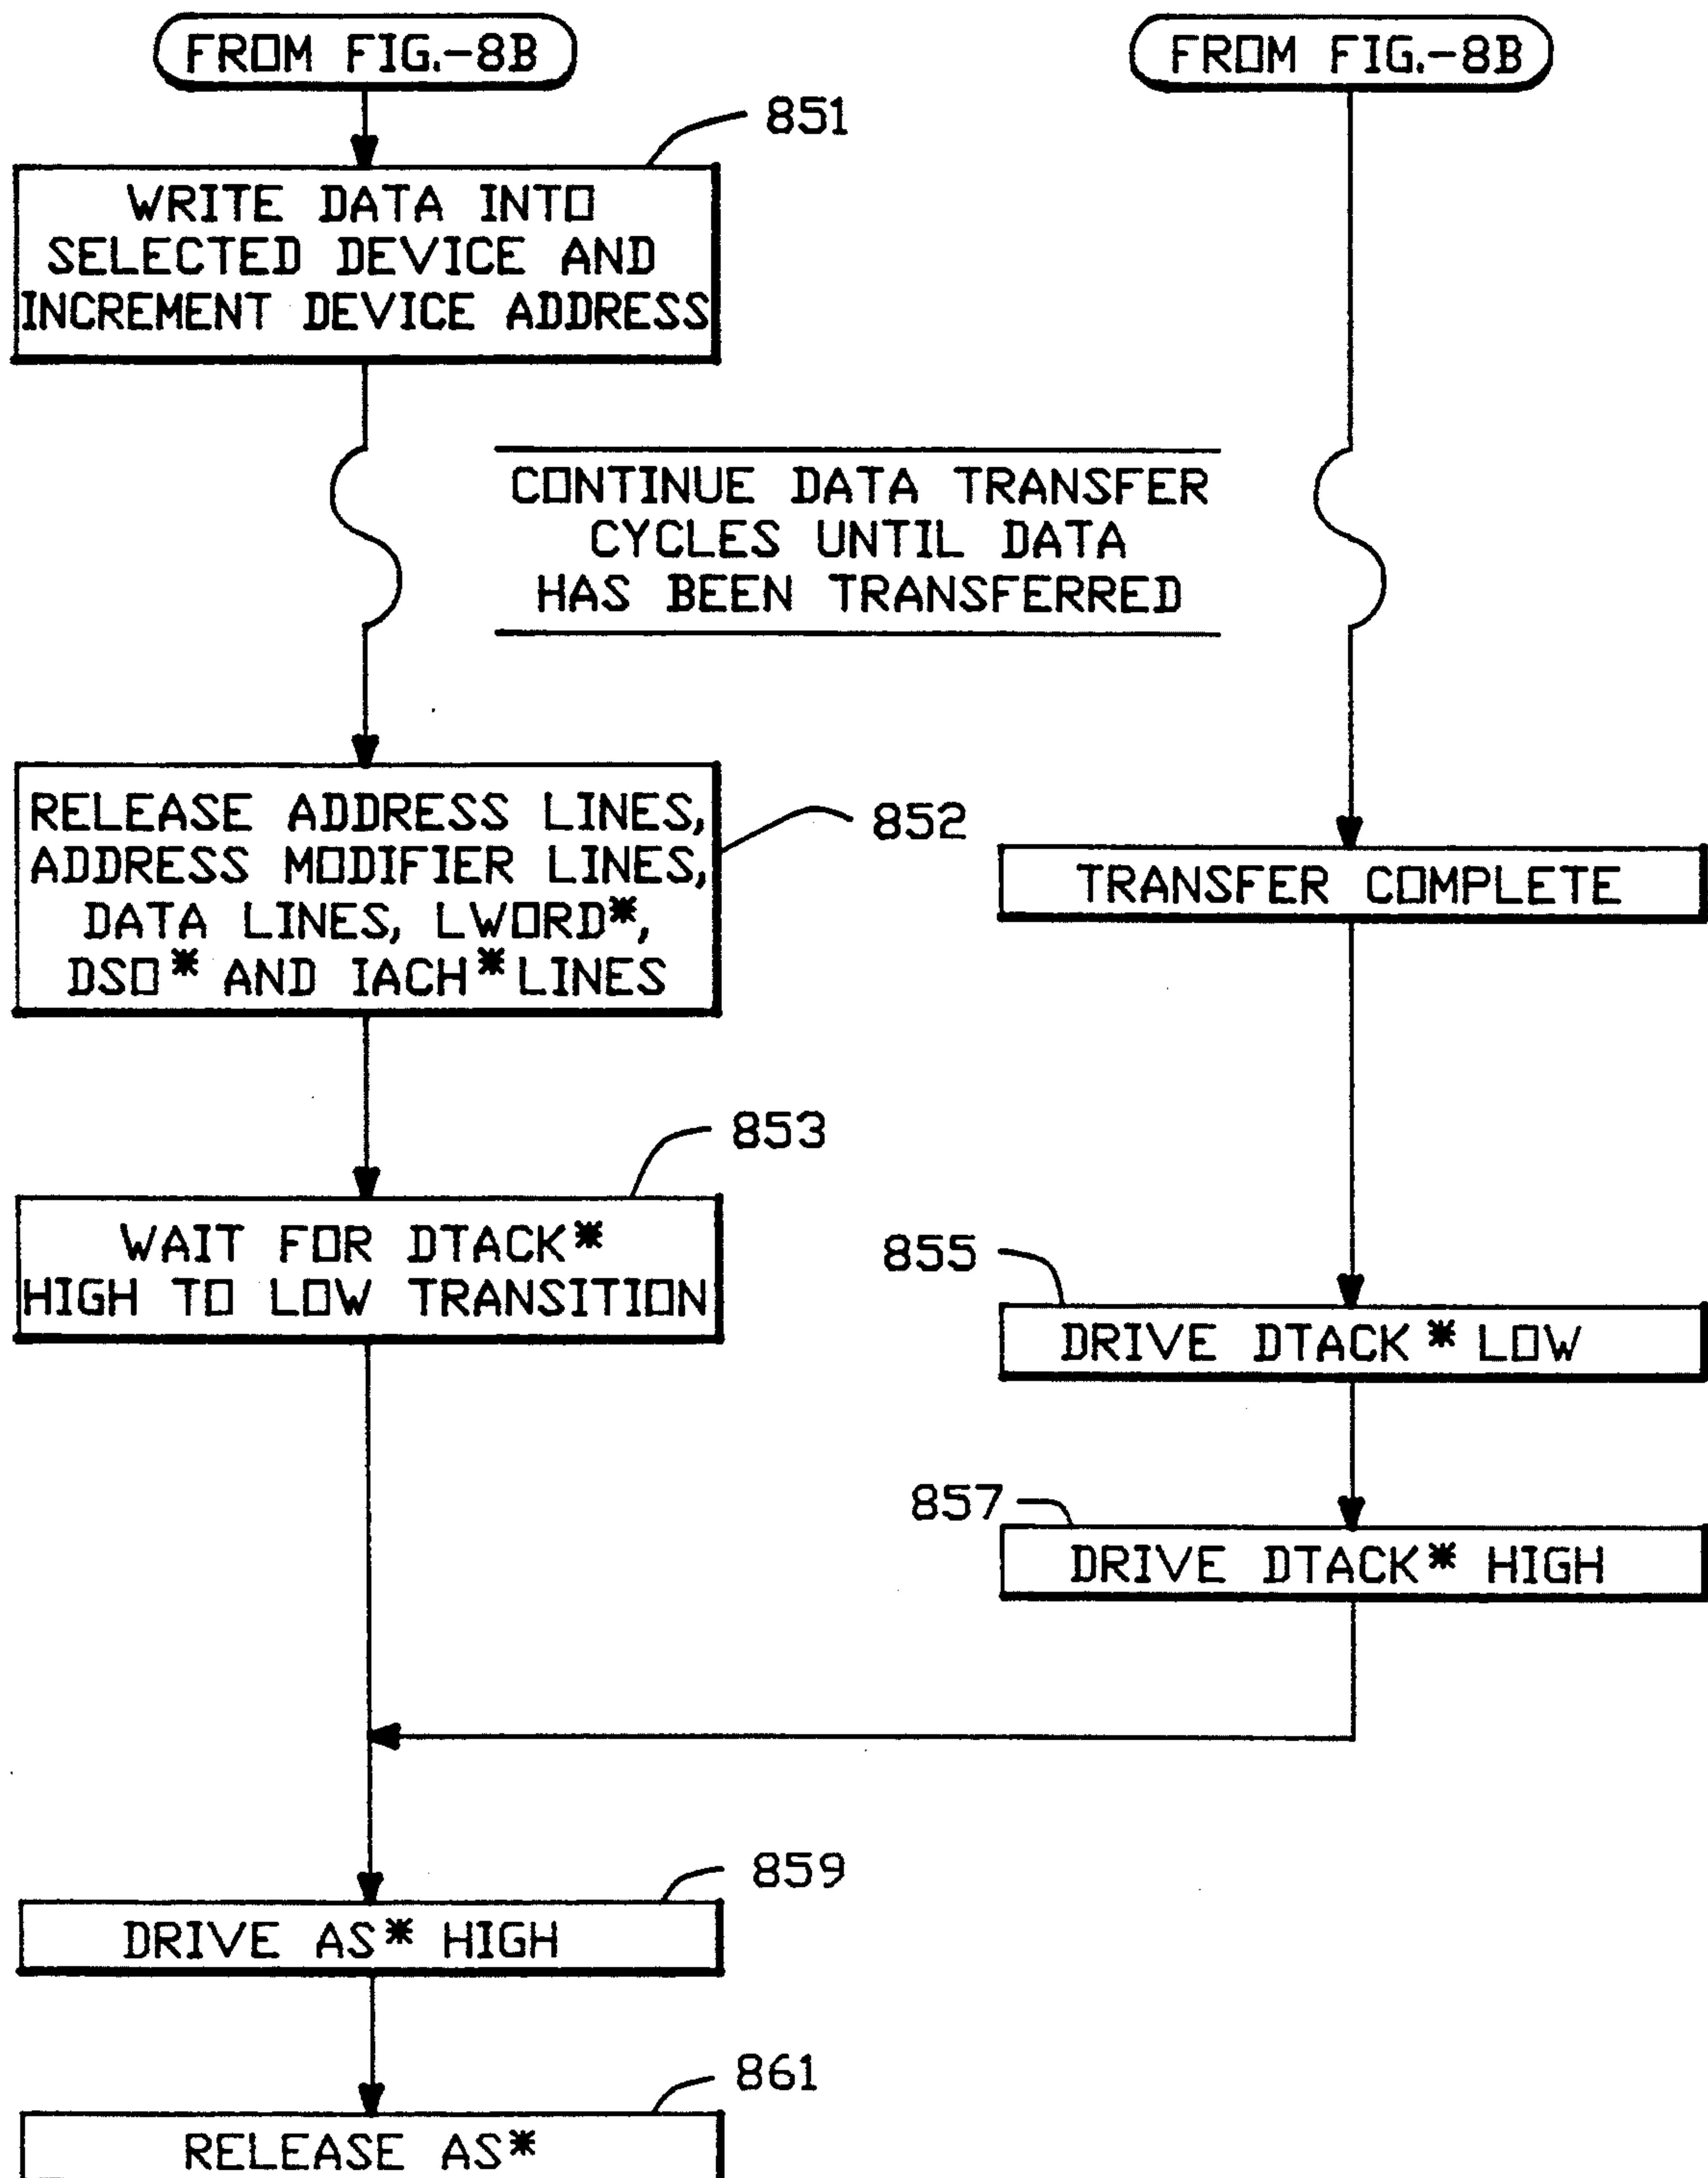 FROM FIG.-8B
FROM FIG.-8B
851
WRITE DATA INTO
SELECTED DEVICE AND
INCREMENT DEVICE ADDRESS
CONTINUE DATA TRANSFER
CYCLES UNTIL DATA
HAS BEEN TRANSFERRED
RELEASE ADDRESS LINES,
ADDRESS MODIFIER LINES,
DATA LINES, LWORD*,
DSO* AND IACH* LINES
852
TRANSFER COMPLETE
853
WAIT FOR DTACK*
HIGH TO LOW TRANSITION
855
DRIVE DTACK* LOW
857
DRIVE DTACK* HIGH
859
DRIVE AS* HIGH
861
RELEASE AS*